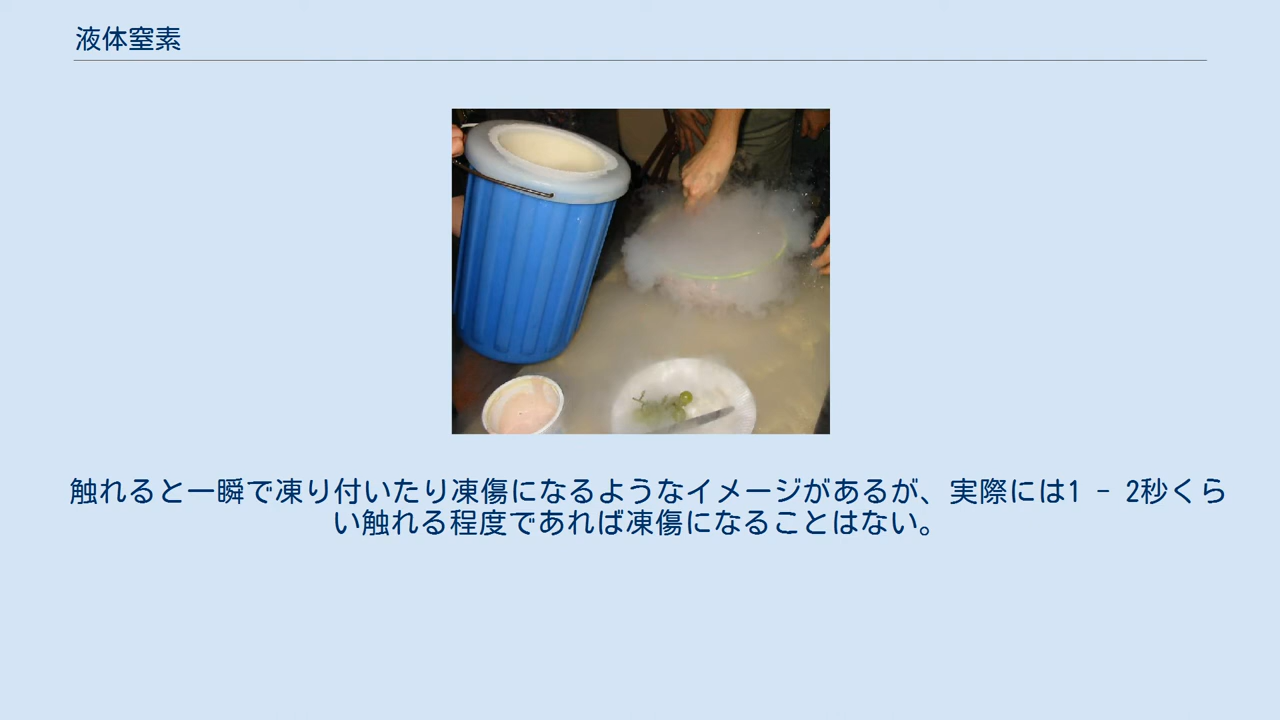 液体窒素
触れると一瞬で凍り付いたり凍傷になるようなイメージがあるが、実際には1 - 2秒くら
い触れる程度であれば凍傷になることはない。